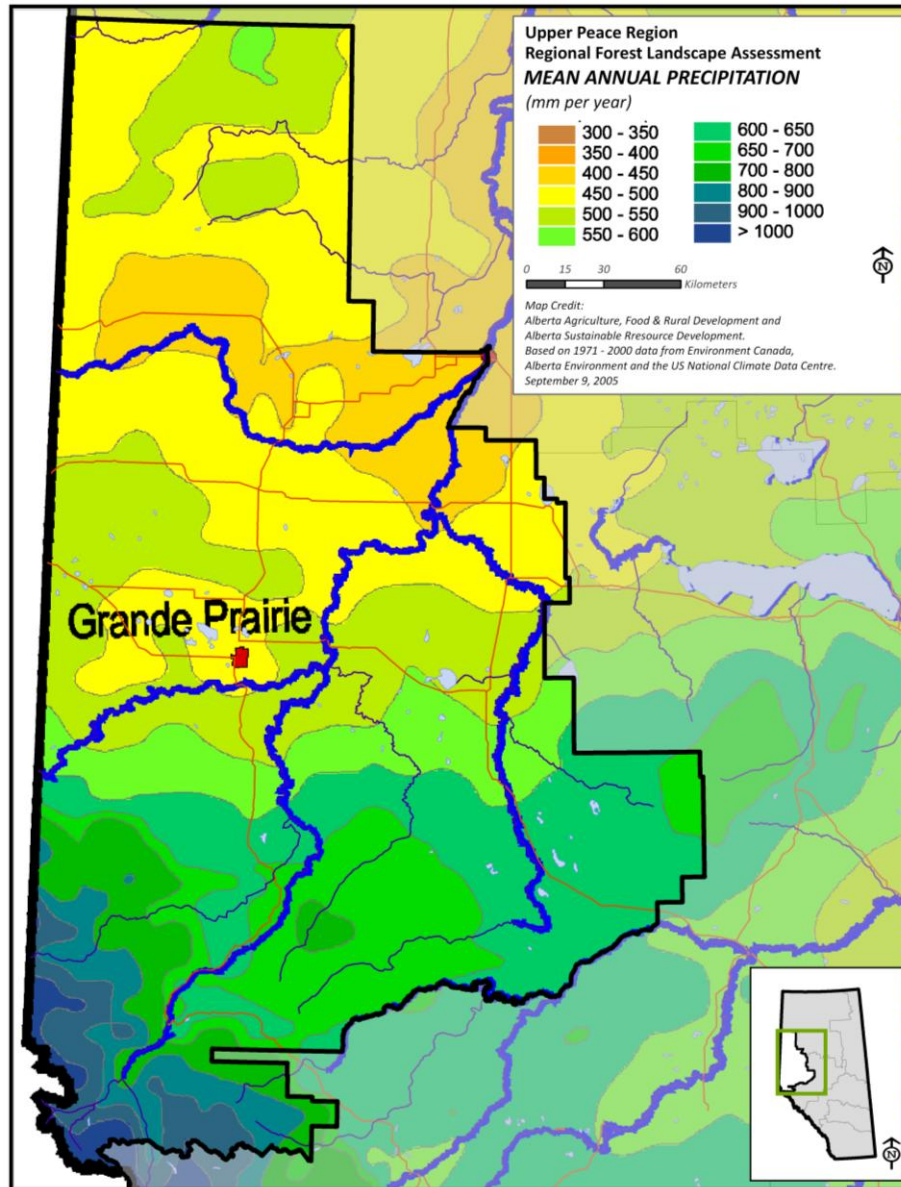 Upper Peace Region
Regional Forest Landscape Assessment
MEAN ANNUAL PRECIPITATION
(mm per year)
300 - 350
350 - 400
400 - 450
450 - 500
500 - 550
550 - 600
600 - 650
650 - 700
700 - 800
800 - 900
900 - 1000
> 1000
0 15 30 60
Kilometers
N
Map Credit:
Alberta Agriculture, Food & Rural Development and
Alberta Sustainable Rresource Development.
Based on 1971 - 2000 data from Environment Canada,
Alberta Environment and the US National Climate Data Centre.
September 9, 2005
Grande Prairie
N